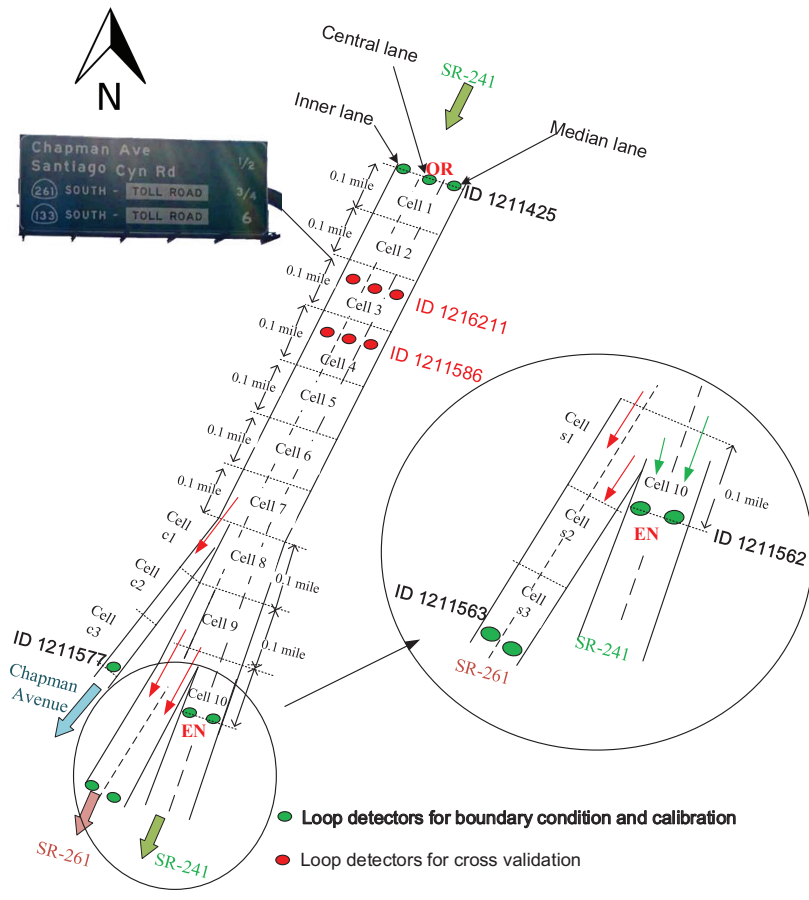 N
Central lane
SR-241
Inner lane
Median lane
Chapman Ave 1/2
Santiago Cyn Rd
261 SOUTH - TOLL ROAD 3/4
133 SOUTH - TOLL ROAD 6
OR
ID 1211425
0.1 mile
Cell 1
0.1 mile
Cell 2
0.1 mile
Cell 3
ID 1216211
0.1 mile
Cell 4
ID 1211586
0.1 mile
Cell 5
0.1 mile
Cell 6
0.1 mile
Cell 7
Cell
c1
Cell 8
0.1 mile
Cell
c2
Cell 9
0.1 mile
Cell
c3
ID 1211577
Chapman
Avenue
Cell 10
EN
SR-261
SR-241
Cell
s1
Cell 10
0.1 mile
Cell
s2
EN
ID 1211562
Cell
s3
ID 1211563
SR-261
SR-241
Loop detectors for boundary condition and calibration
Loop detectors for cross validation